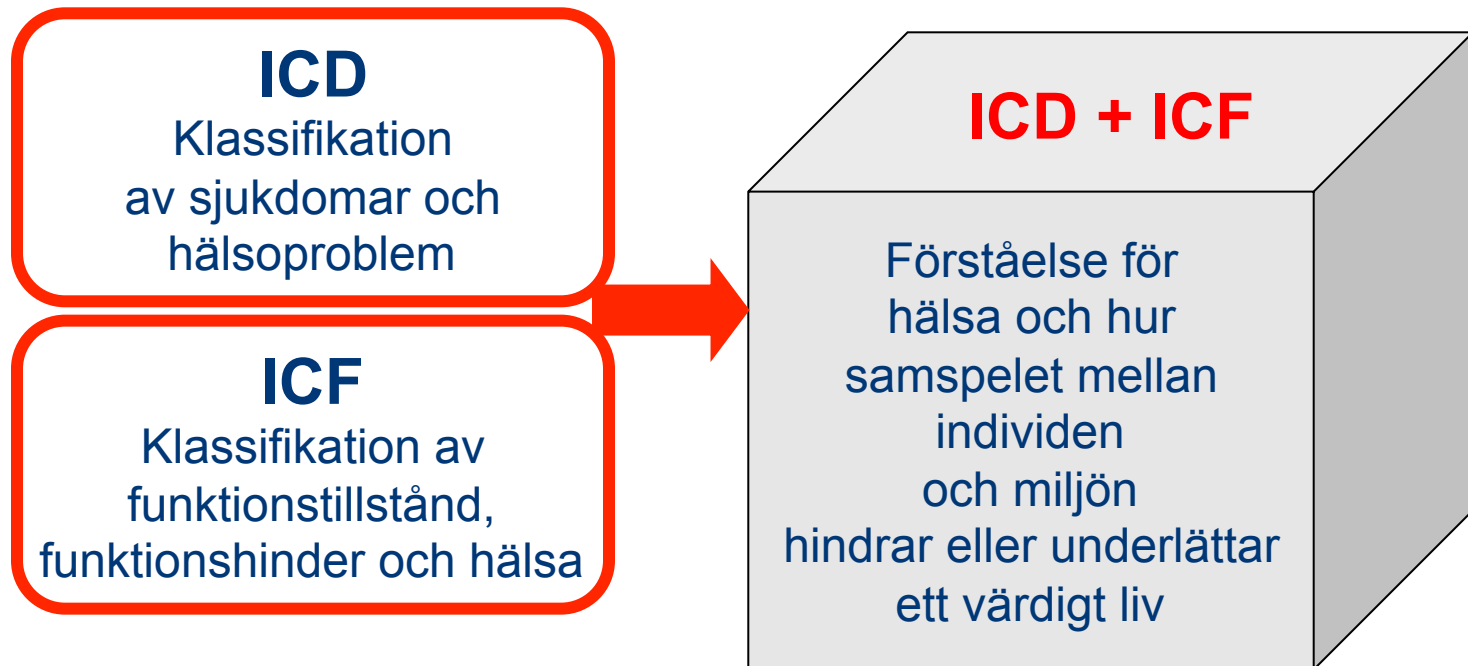 ICD
Klassifikation
av sjukdomar och
hälsoproblem
ICF
Klassifikation av
funktionstillstånd,
funktionshinder och hälsa
ICD + ICF
Förståelse för
hälsa och hur
samspelet mellan
individen
och miljön
hindrar eller underlättar
ett värdigt liv